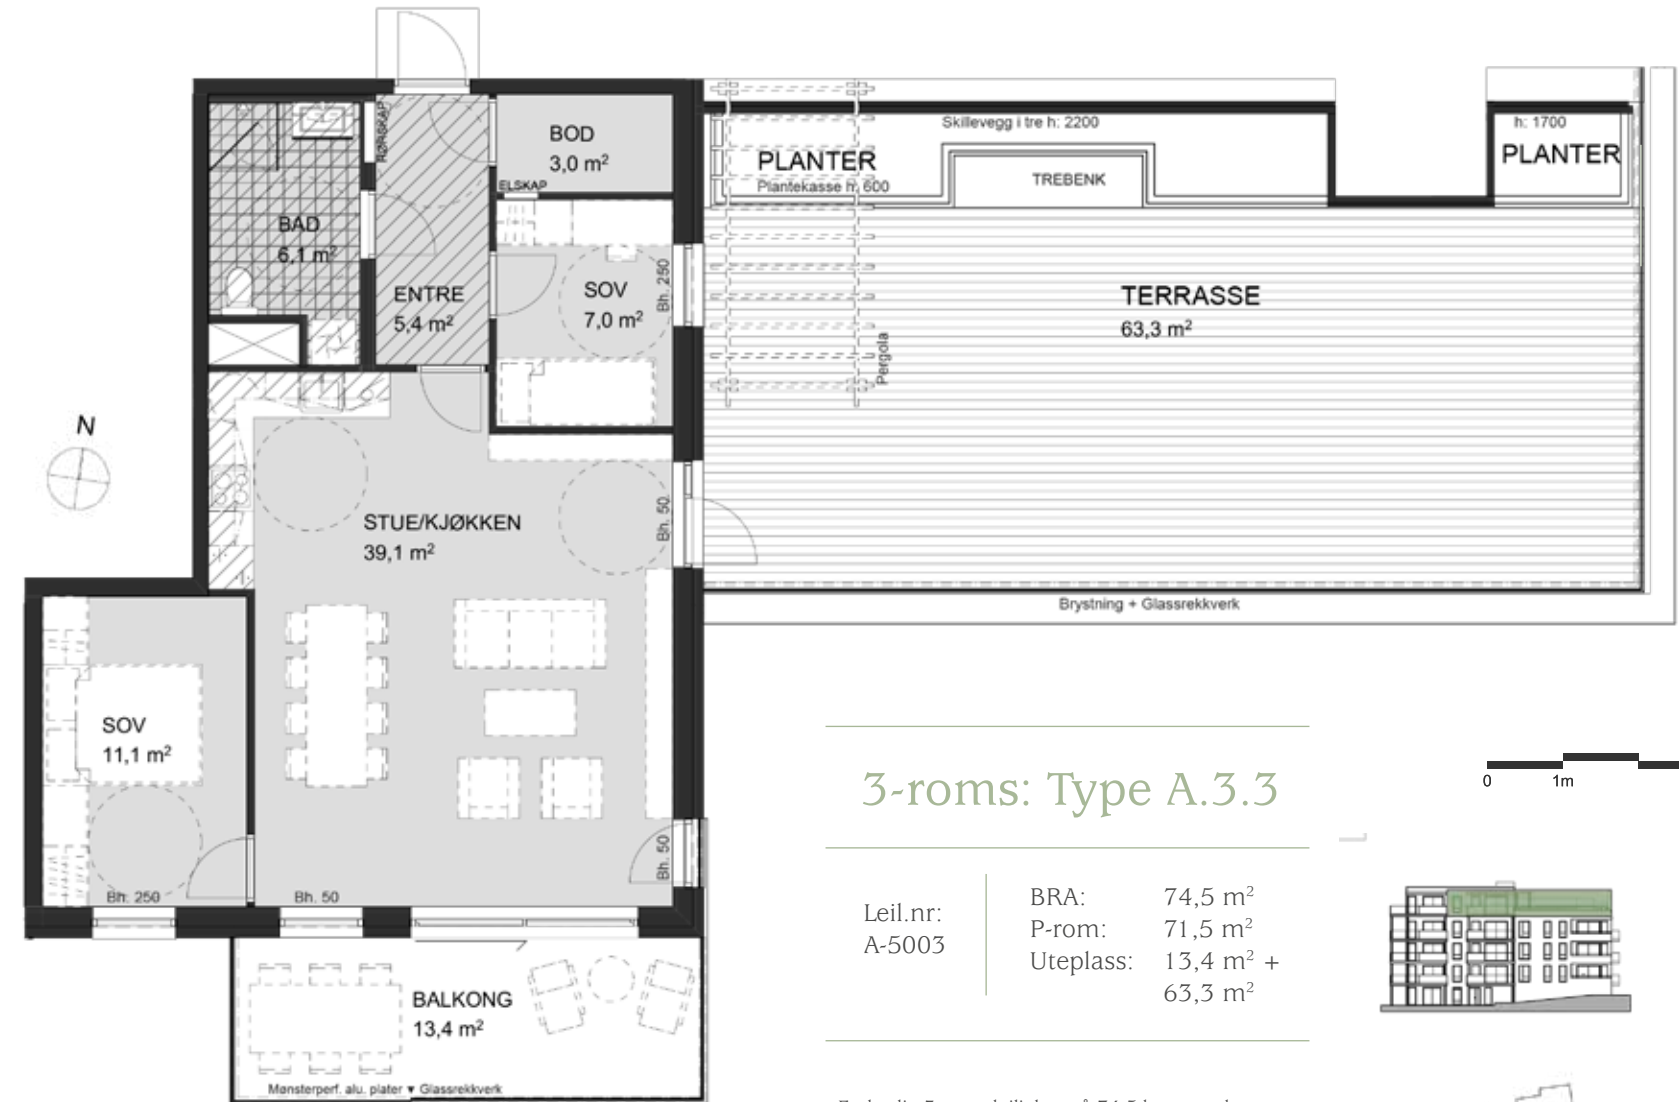 RØRSKAP
BOD
3,0 m²
ELSKAP
BAD
6,1 m²
ENTRE
5,4 m²
SOV
7,0 m²
Bh. 250
Skillevegg i tre h: 2200
PLANTER
Plantekasse h: 600
TREBENK
h: 1700
PLANTER
TERRASSE
63,3 m²
Pergola
N
STUE/KJØKKEN
39,1 m²
Bh. 50
Brystning + Glassrekkverk
SOV
11,1 m²
Bh. 250
Bh. 50
Bh. 50
BALKONG
13,4 m²
Mønsterperf. alu. plater ▾ Glassrekkverk
3-roms: Type A.3.3
0 1m
Leil.nr:
A-5003
BRA: 74,5 m²
P-rom: 71,5 m²
Uteplass: 13,4 m² +
63,3 m²